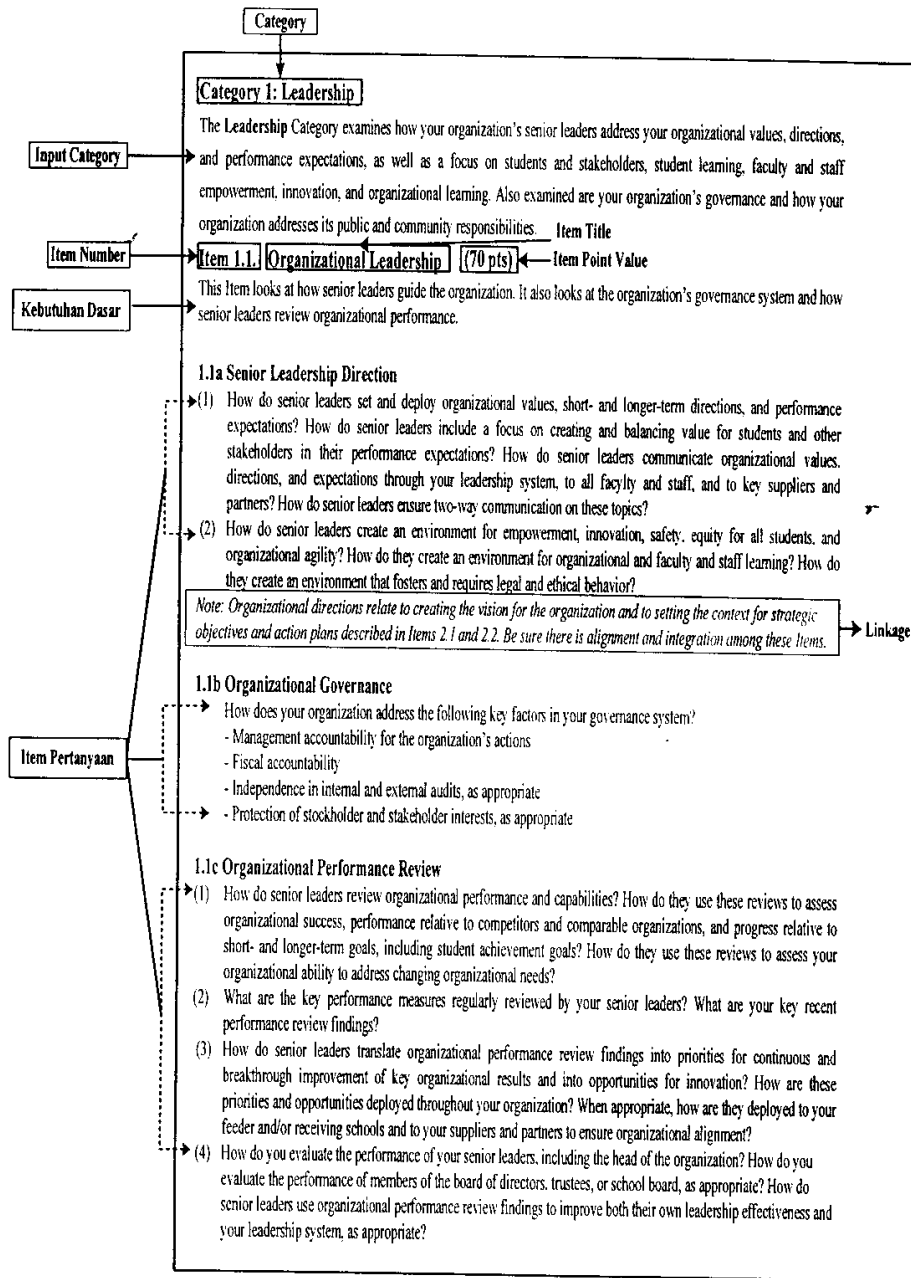 Category
Category 1: Leadership
The Leadership Category examines how your organization's senior leaders address your organizational values, directions,
Input Category
and performance expectations, as well as a focus on students and stakeholders, student learning, faculty and staff
empowerment, innovation, and organizational learning. Also examined are your organization's governance and how your
organization addresses its public and community responsibilities.
Item Title
Item Number
Item 1.1. Organizational Leadership (70 pts)
Item Point Value
Kebutuhan Dasar
This Item looks at how senior leaders guide the organization. It also looks at the organization's governance system and how
senior leaders review organizational performance.
1.1a Senior Leadership Direction
(1) How do senior leaders set and deploy organizational values, short- and longer-term directions, and performance
expectations? How do senior leaders include a focus on creating and balancing value for students and other
stakeholders in their performance expectations? How do senior leaders communicate organizational values,
directions, and expectations through your leadership system, to all facylty and staff, and to key suppliers and
partners? How do senior leaders ensure two-way communication on these topics?
(2) How do senior leaders create an environment for empowerment, innovation, safety, equity for all students, and
organizational agility? How do they create an environment for organizational and faculty and staff learning? How do
they create an environment that fosters and requires legal and ethical behavior?
Note: Organizational directions relate to creating the vision for the organization and to setting the context for strategic
objectives and action plans described in Items 2.1 and 2.2. Be sure there is alignment and integration among these Items.
Linkage
1.1b Organizational Governance
How does your organization address the following key factors in your governance system?
- Management accountability for the organization's actions
Item Pertanyaan
- Fiscal accountability
- Independence in internal and external audits, as appropriate
- Protection of stockholder and stakeholder interests, as appropriate
1.1c Organizational Performance Review
(1) How do senior leaders review organizational performance and capabilities? How do they use these reviews to assess
organizational success, performance relative to competitors and comparable organizations, and progress relative to
short- and longer-term goals, including student achievement goals? How do they use these reviews to assess your
organizational ability to address changing organizational needs?
(2) What are the key performance measures regularly reviewed by your senior leaders? What are your key recent
performance review findings?
(3) How do senior leaders translate organizational performance review findings into priorities for continuous and
breakthrough improvement of key organizational results and into opportunities for innovation? How are these
priorities and opportunities deployed throughout your organization? When appropriate, how are they deployed to your
feeder and/or receiving schools and to your suppliers and partners to ensure organizational alignment?
(4) How do you evaluate the performance of your senior leaders, including the head of the organization? How do you
evaluate the performance of members of the board of directors, trustees, or school board, as appropriate? How do
senior leaders use organizational performance review findings to improve both their own leadership effectiveness and
your leadership system, as appropriate?